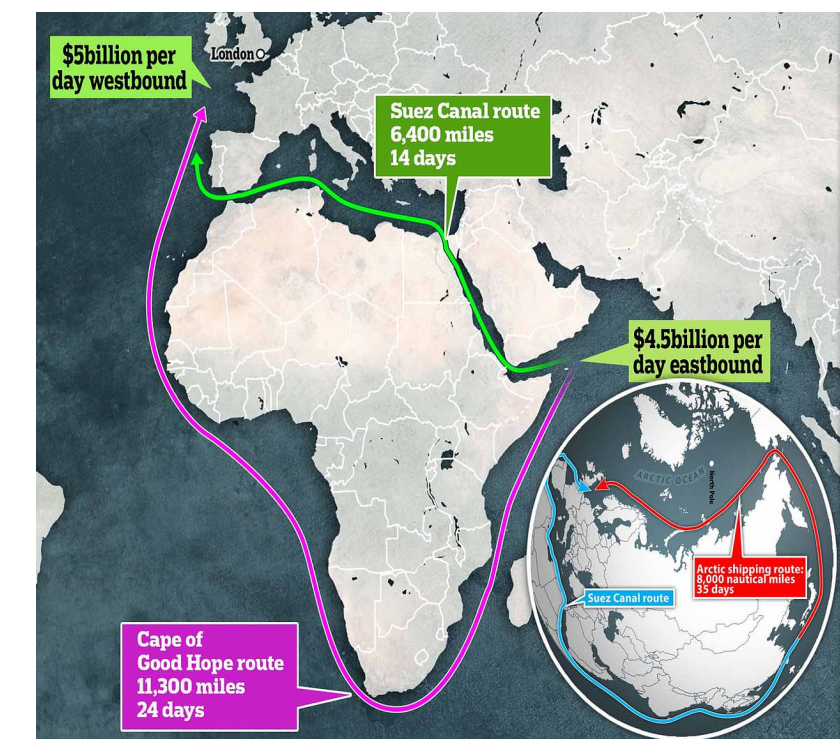 $5billion per
day westbound
London
Suez Canal route
6,400 miles
14 days
$4.5billion per
day eastbound
ARCTIC OCEAN
North Pole
Arctic shipping route:
8,000 nautical miles
35 days
Suez Canal route
Cape of
Good Hope route
11,300 miles
24 days